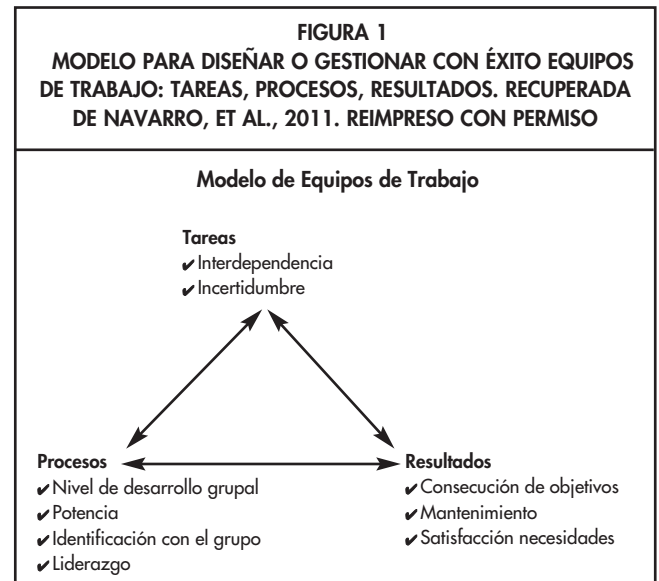 FIGURA 1
MODELO PARA DISEÑAR O GESTIONAR CON ÉXITO EQUIPOS
DE TRABAJO: TAREAS, PROCESOS, RESULTADOS. RECUPERADA
DE NAVARRO, ET AL., 2011. REIMPRESO CON PERMISO
Modelo de Equipos de Trabajo
Tareas
✔ Interdependencia
✔ Incertidumbre
Procesos
✔ Nivel de desarrollo grupal
✔ Potencia
✔ Identificación con el grupo
✔ Liderazgo
Resultados
✔ Consecución de objetivos
✔ Mantenimiento
✔ Satisfacción necesidades